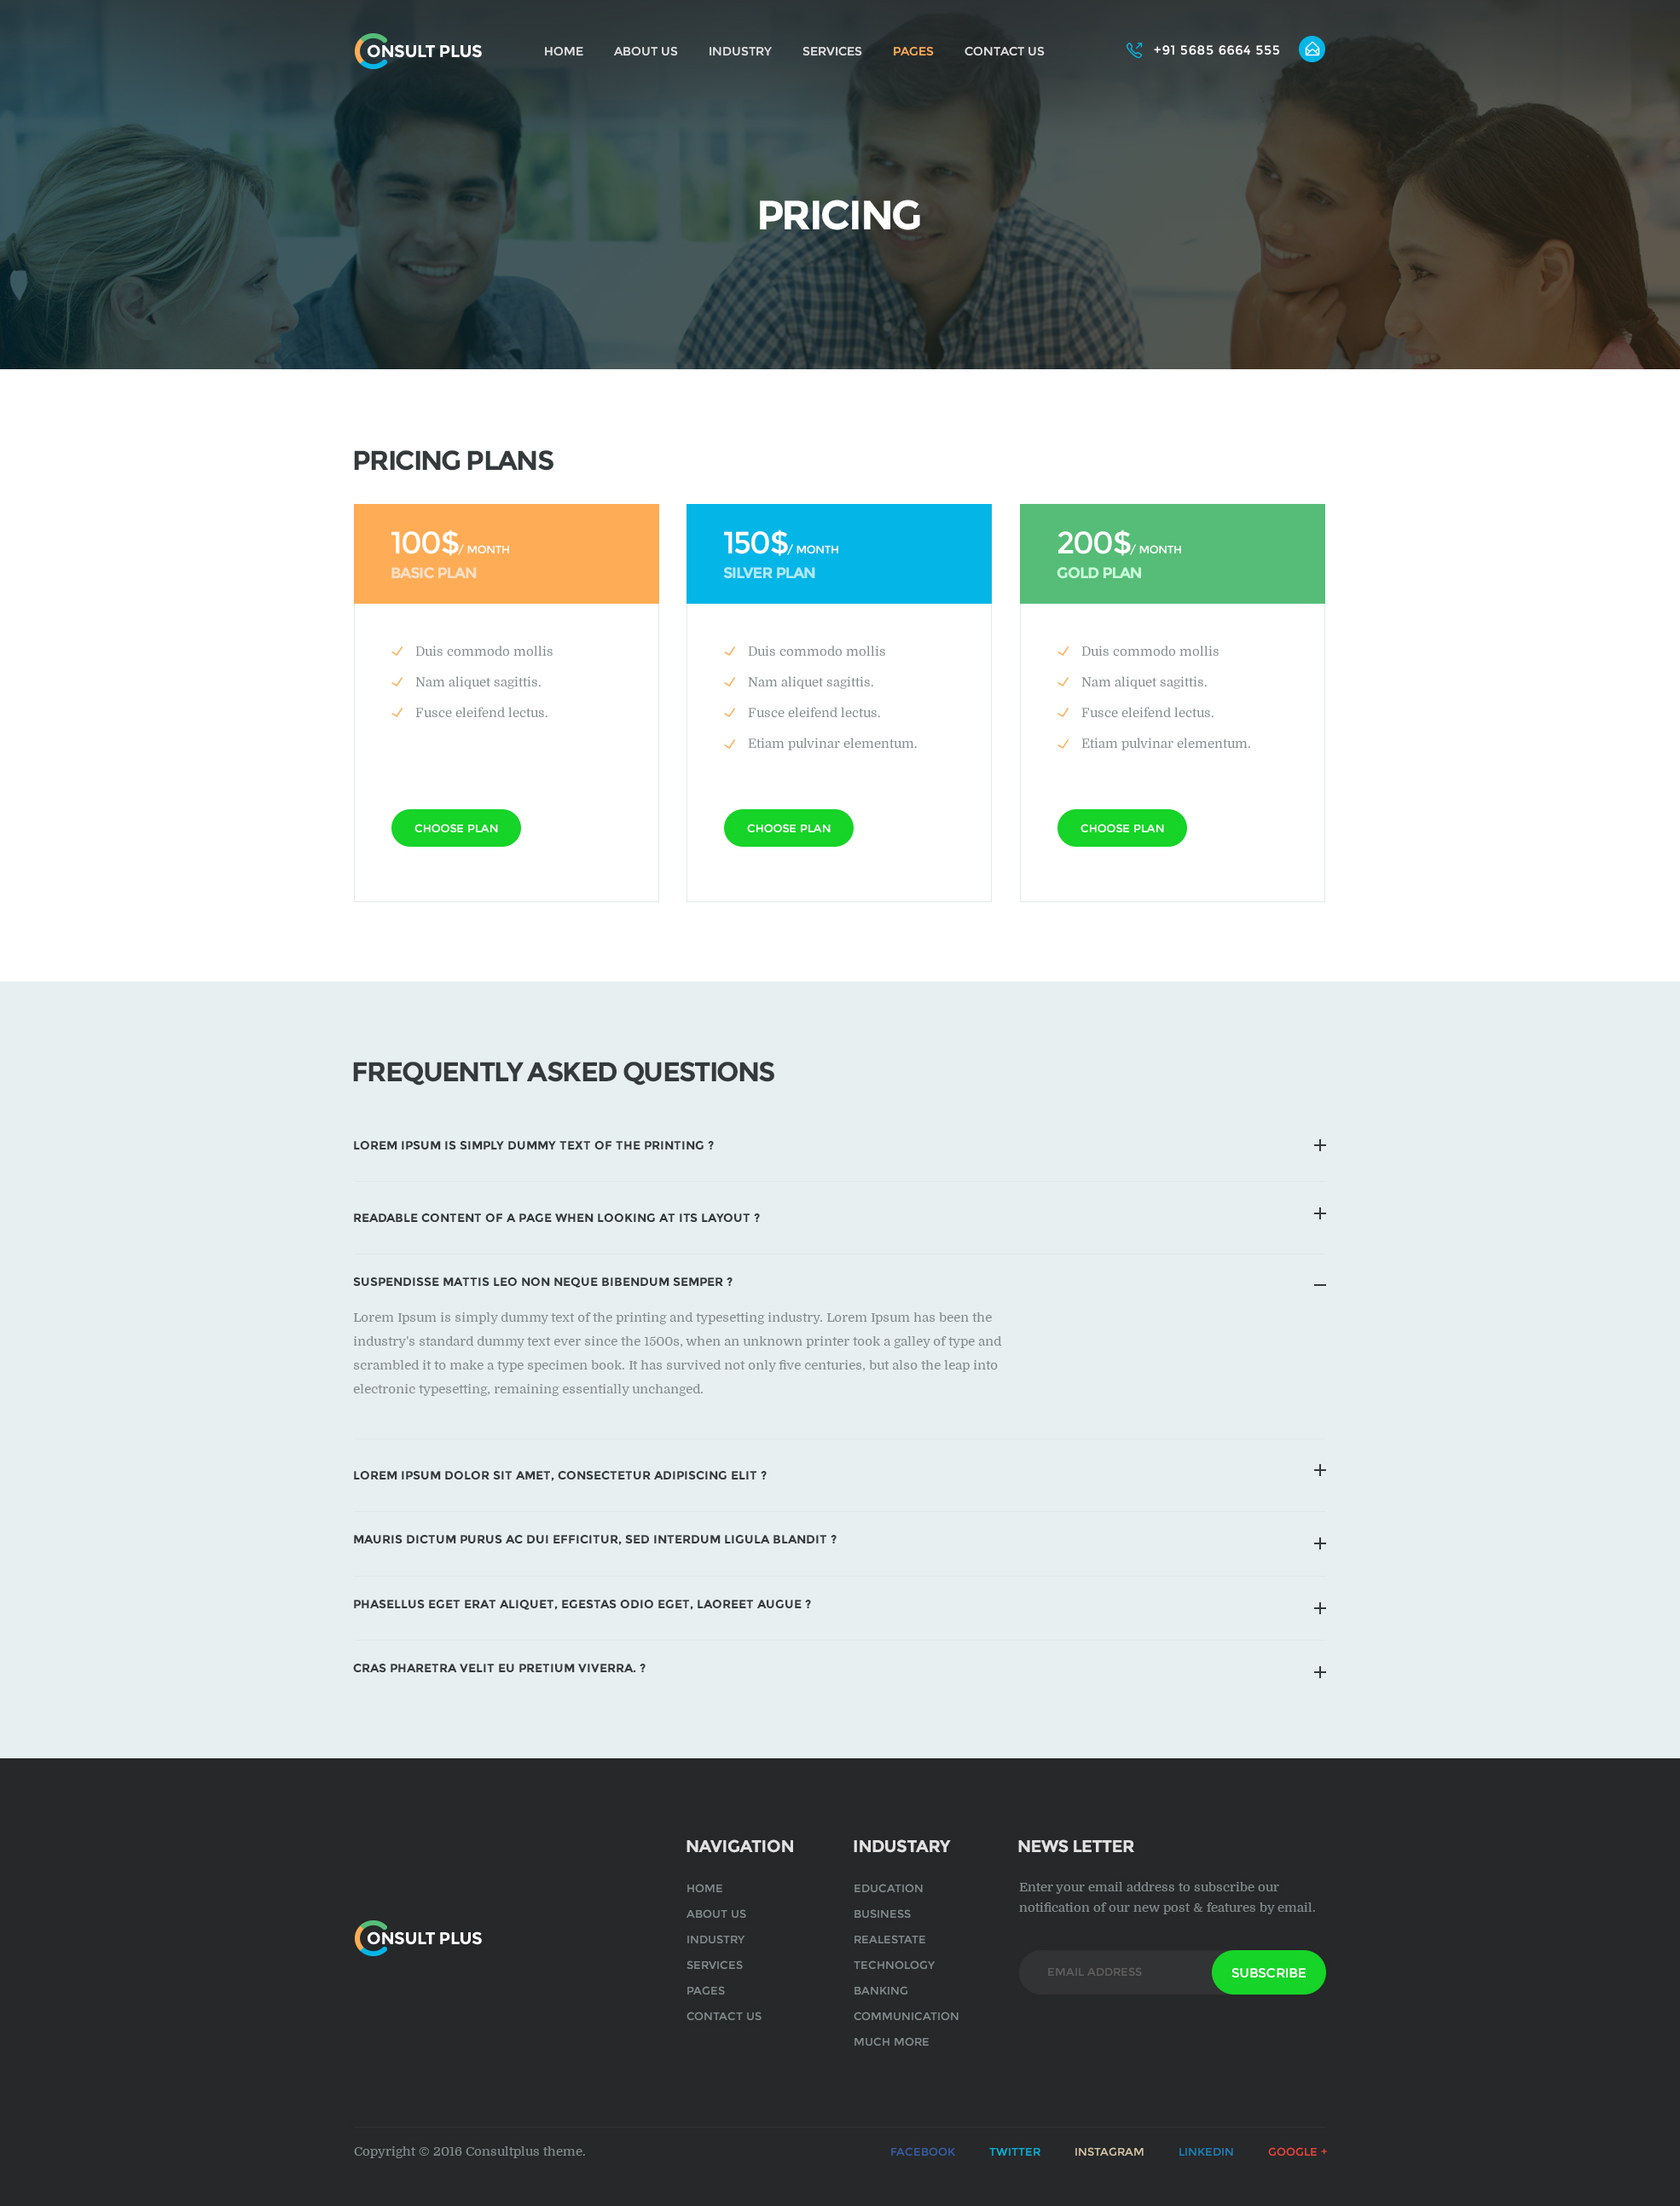 ONSULT PLUS
HOME ABOUT US INDUSTRY SERVICES PAGES CONTACT US
+91 5685 6664 555
PRICING
PRICING PLANS
100$/ MONTH
BASIC PLAN
Duis commodo mollis
Nam aliquet sagittis.
Fusce eleifend lectus.
CHOOSE PLAN
150$/ MONTH
SILVER PLAN
Duis commodo mollis
Nam aliquet sagittis.
Fusce eleifend lectus.
Etiam pulvinar elementum.
CHOOSE PLAN
200$/ MONTH
GOLD PLAN
Duis commodo mollis
Nam aliquet sagittis.
Fusce eleifend lectus.
Etiam pulvinar elementum.
CHOOSE PLAN
FREQUENTLY ASKED QUESTIONS
LOREM IPSUM IS SIMPLY DUMMY TEXT OF THE PRINTING ?
READABLE CONTENT OF A PAGE WHEN LOOKING AT ITS LAYOUT ?
SUSPENDISSE MATTIS LEO NON NEQUE BIBENDUM SEMPER ?
Lorem Ipsum is simply dummy text of the printing and typesetting industry. Lorem Ipsum has been the
industry's standard dummy text ever since the 1500s, when an unknown printer took a galley of type and
scrambled it to make a type specimen book. It has survived not only five centuries, but also the leap into
electronic typesetting, remaining essentially unchanged.
LOREM IPSUM DOLOR SIT AMET, CONSECTETUR ADIPISCING ELIT ?
MAURIS DICTUM PURUS AC DUI EFFICITUR, SED INTERDUM LIGULA BLANDIT ?
PHASELLUS EGET ERAT ALIQUET, EGESTAS ODIO EGET, LAOREET AUGUE ?
CRAS PHARETRA VELIT EU PRETIUM VIVERRA. ?
ONSULT PLUS
NAVIGATION
HOME
ABOUT US
INDUSTRY
SERVICES
PAGES
CONTACT US
INDUSTARY
EDUCATION
BUSINESS
REALESTATE
TECHNOLOGY
BANKING
COMMUNICATION
MUCH MORE
NEWS LETTER
Enter your email address to subscribe our
notification of our new post & features by email.
EMAIL ADDRESS
SUBSCRIBE
Copyright © 2016 Consultplus theme.
FACEBOOK TWITTER INSTAGRAM LINKEDIN GOOGLE +